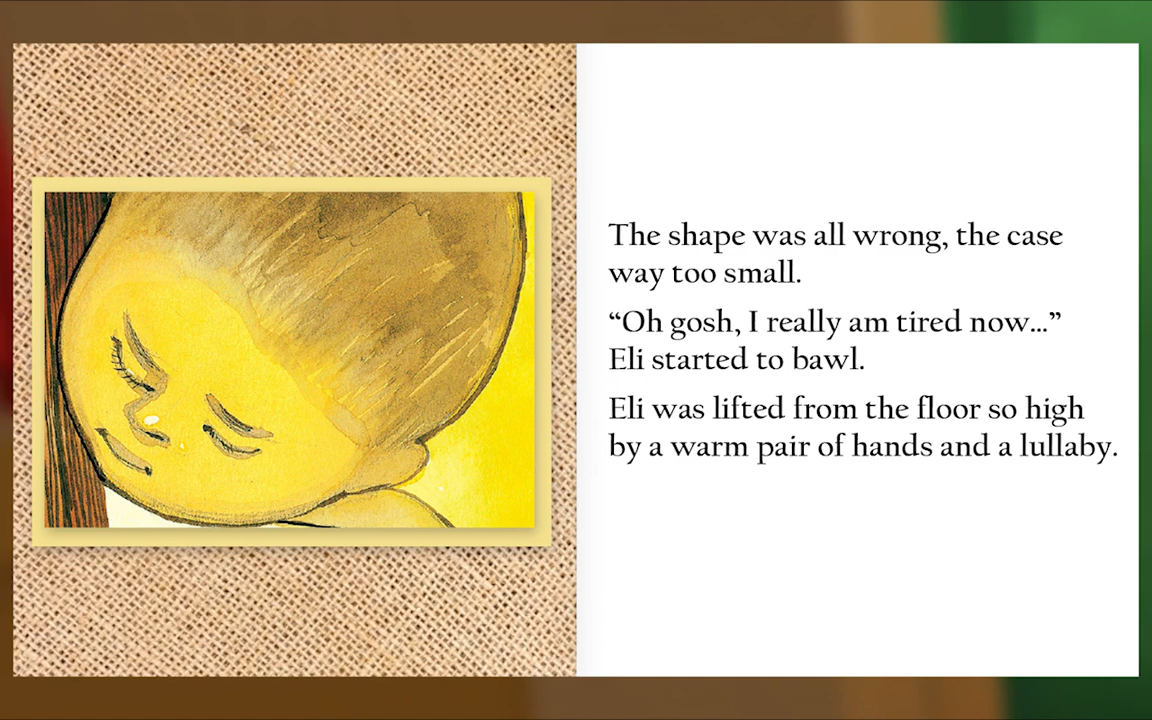 The shape was all wrong, the case
way too small.
“Oh gosh, I really am tired now...”
Eli started to bawl.
Eli was lifted from the floor so high
by a warm pair of hands and a lullaby.